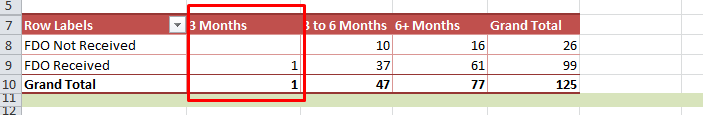 5
7 Row Labels 3 Months 3 to 6 Months 6+ Months Grand Total
8 FDO Not Received 10 16 26
9 FDO Received 1 37 61 99
10 Grand Total 1 47 77 125
11
12